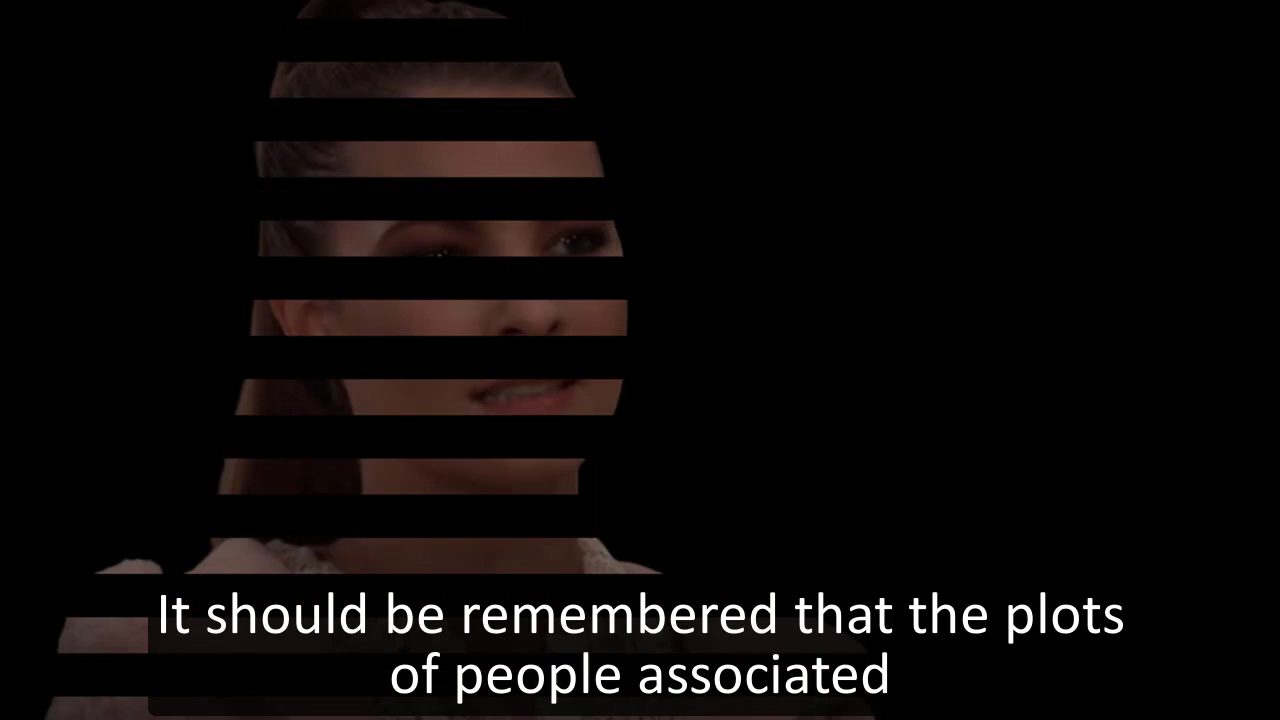 It should be remembered that the plots
of people associated